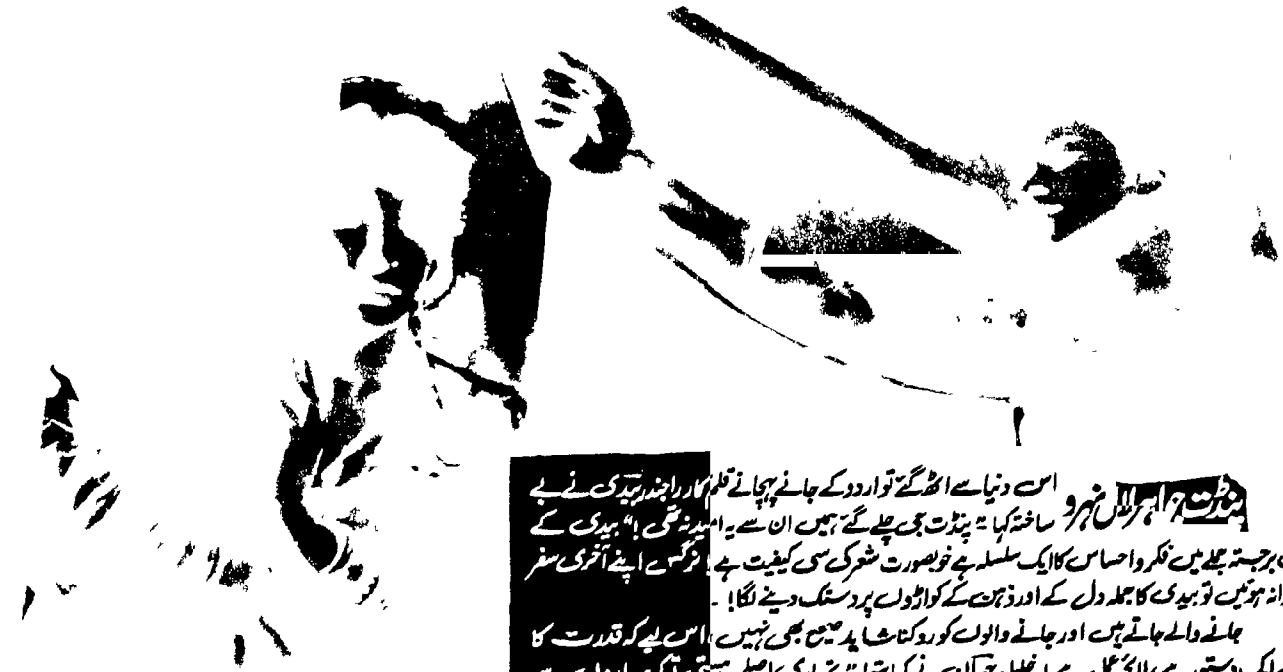 پنڈت جواہر لال نہرو
اس دنیا سے اٹھ گئے تو اردو کے جانے پہچانے قلم کار راجندر بیدی نے بے
ساختہ کہا "پنڈت جی چلے گئے ہمیں ان سے یہ امید نہ تھی!" بیدی کے
برجستہ جملے میں فکر و احساس کا ایک سلسلہ ہے خوبصورت شعر کی سی کیفیت ہے! نرگس اپنے آخری سفر
ہوئیں تو بیدی کا جملہ دل کے اور ذہن کے کواڑوں پر دستک دینے لگا!
جانے والے جاتے ہیں اور جانے والوں کو روکنا شاید صحیح بھی نہیں اس لیے کہ قدرت کا